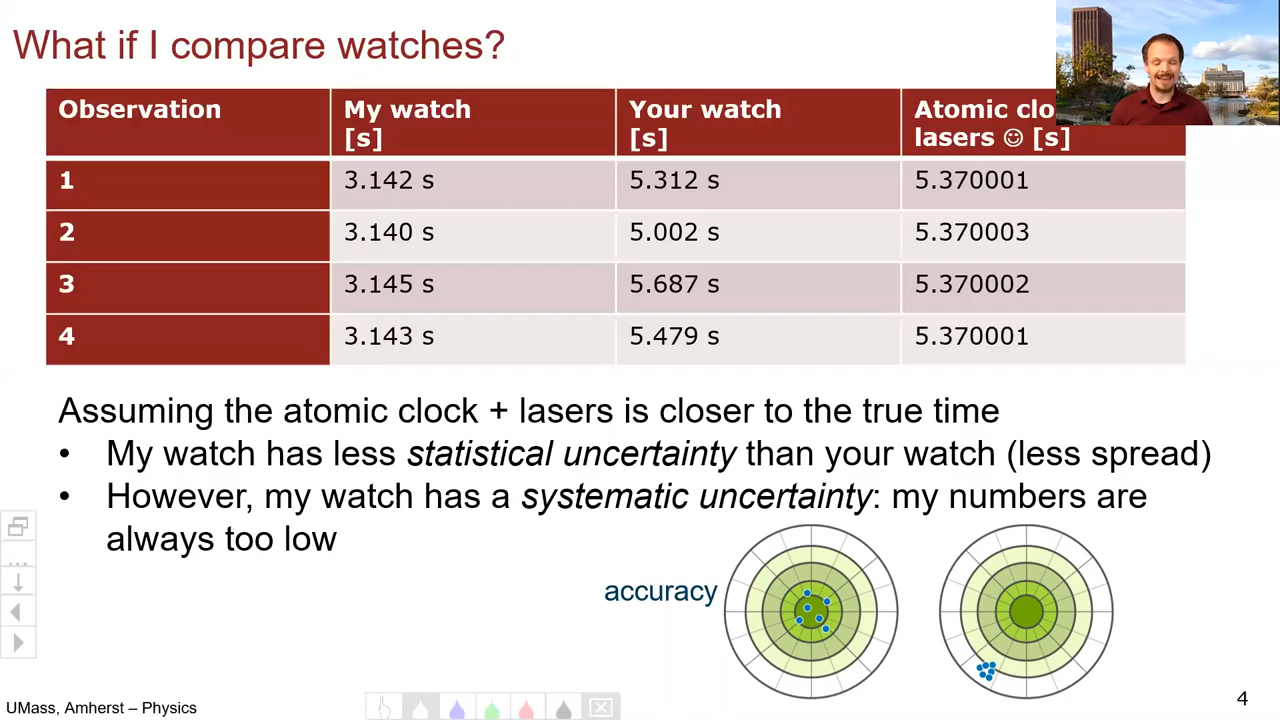 What if I compare watches?
Observation
My watch
[s]
Your watch
[s]
Atomic clo
lasers ☺ [s]
1
3.142 s
5.312 s
5.370001
2
3.140 s
5.002 s
5.370003
3
3.145 s
5.687 s
5.370002
4
3.143 s
5.479 s
5.370001
Assuming the atomic clock + lasers is closer to the true time
• My watch has less statistical uncertainty than your watch (less spread)
• However, my watch has a systematic uncertainty: my numbers are
always too low
accuracy
UMass, Amherst – Physics
4